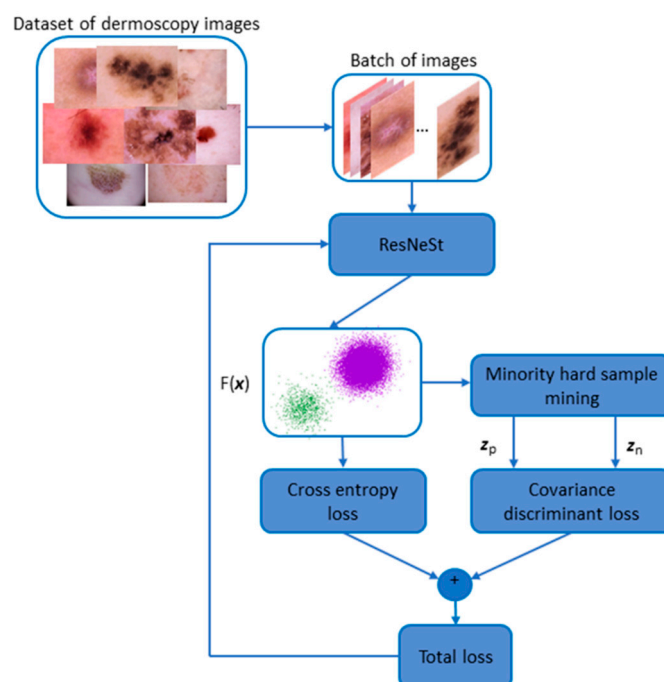 Dataset of dermoscopy images
Batch of images
...
ResNeSt
F(x)
Minority hard sample
mining
zp
zn
Cross entropy
loss
Covariance
discriminant loss
+
Total loss